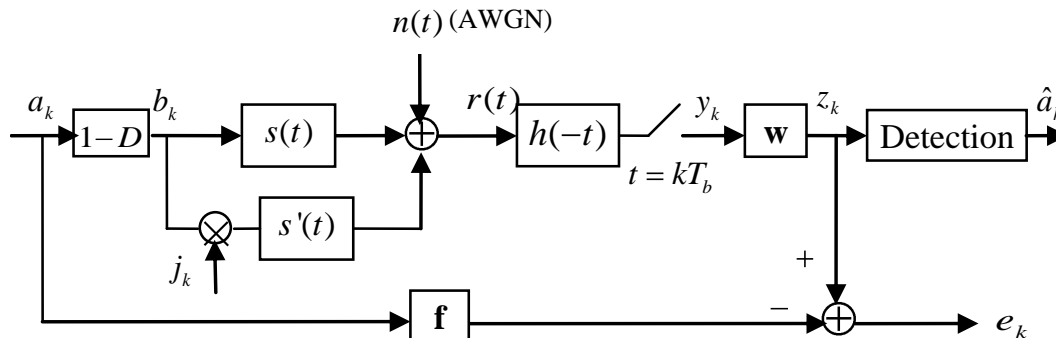 n(t) (AWGN)
a_k
1−D
b_k
s(t)
+
r(t)
h(−t)
y_k
t = kT_b
w
z_k
Detection
s'(t)
j_k
f
+
−
+
e_k